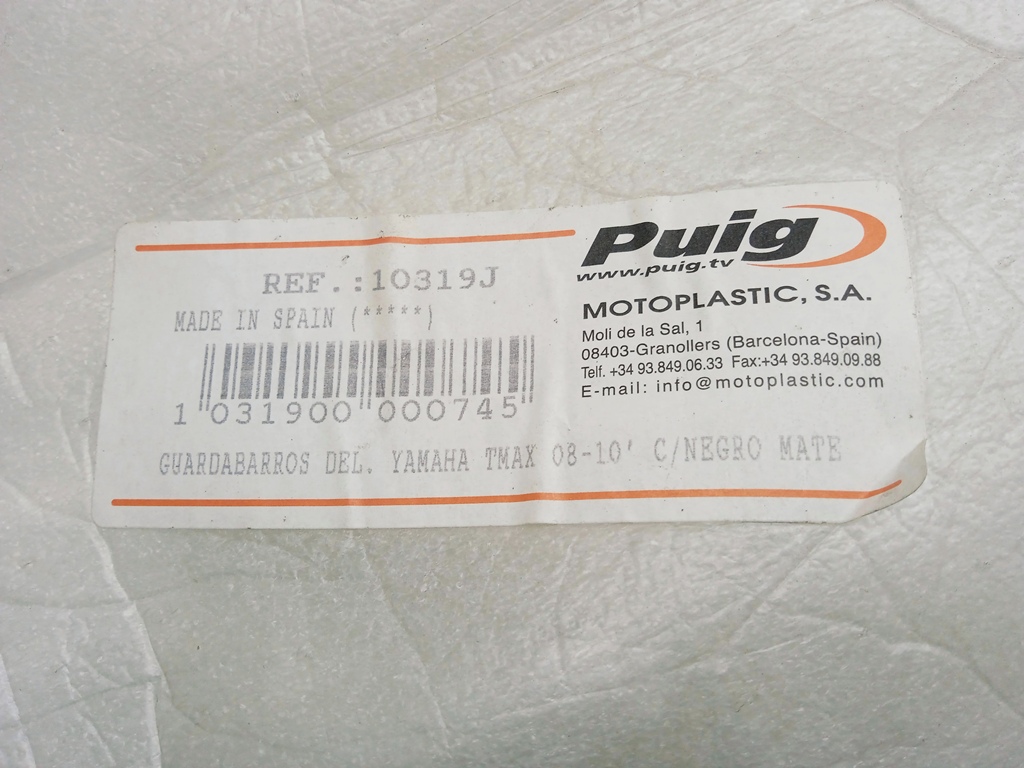 Puig
www.puig.tv
REF.:10319J
MADE IN SPAIN (*****)
1 031900 000745
MOTOPLASTIC, S.A.
Moli de la Sal, 1
08403-Granollers (Barcelona-Spain)
Telf. +34 93.849.06.33 Fax:+34 93.849.09.88
E-mail: info@motoplastic.com
GUARDABARROS DEL. YAMAHA TMAX 08-10' C/NEGRO MATE